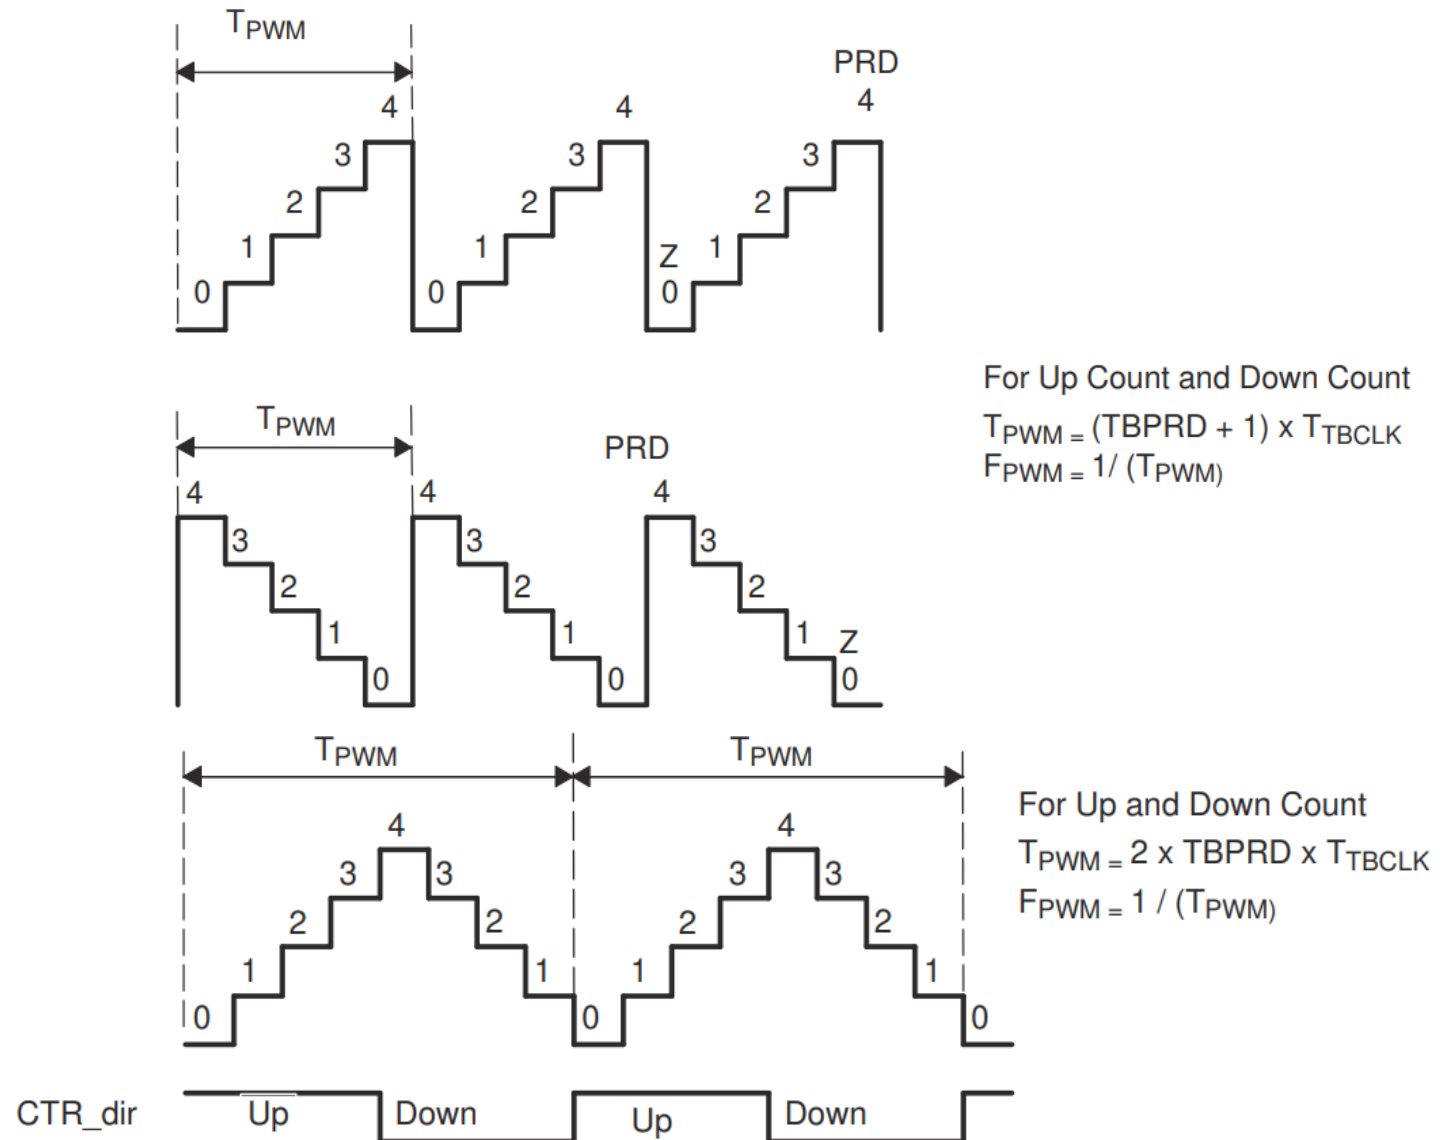 TPWM
PRD
4 4 4
3 3 3
2 2 2
1 1 Z 1
0 0 0
For Up Count and Down Count
TPWM = (TBPRD + 1) x TTBCLK
FPWM = 1/ (TPWM)
TPWM
PRD
4 4 4
3 3 3
2 2 2
1 1 1 Z
0 0 0
TPWM TPWM
For Up and Down Count
TPWM = 2 x TBPRD x TTBCLK
FPWM = 1 / (TPWM)
4 4
3 3 3 3
2 2 2 2
1 1 1 1
0 0 0
CTR_dir Up Down Up Down